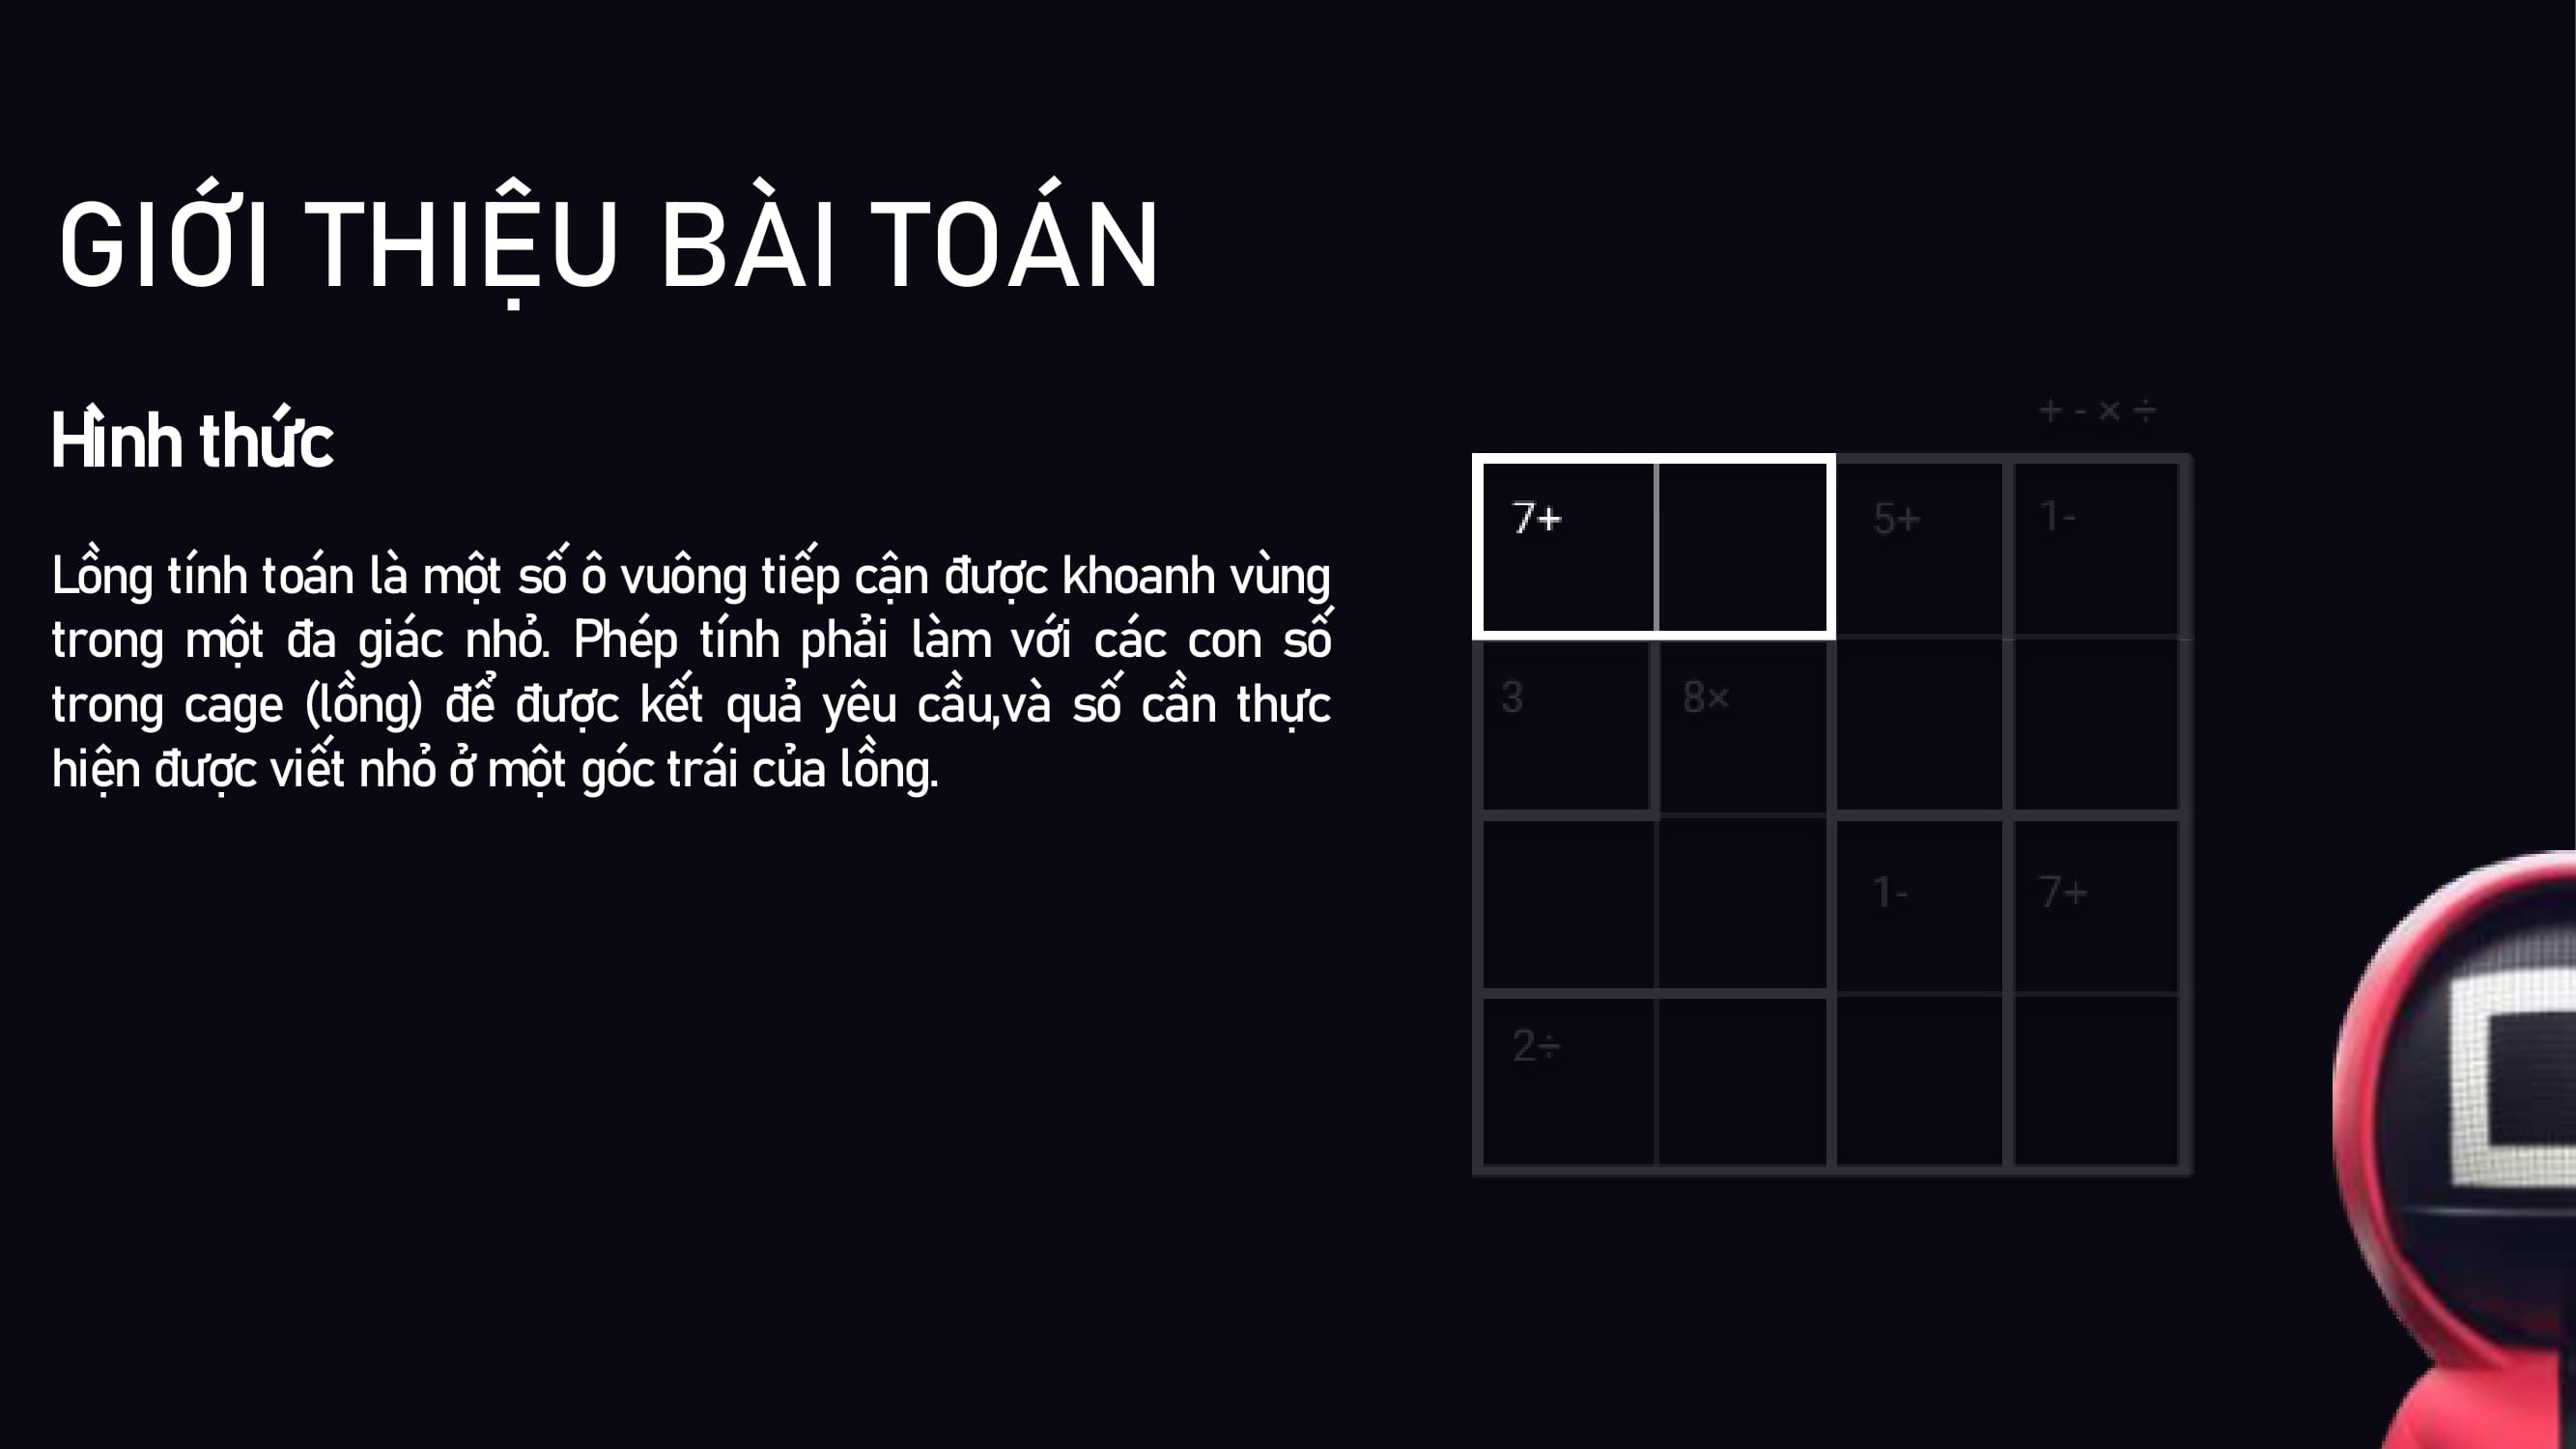 GIỚI THIỆU BÀI TOÁN
Hình thức
Lồng tính toán là một số ô vuông tiếp cận được khoanh vùng
trong một đa giác nhỏ. Phép tính phải làm với các con số
trong cage (lồng) để được kết quả yêu cầu,và số cần thực
hiện được viết nhỏ ở một góc trái của lồng.
+ - × ÷
7+ 5+ 1-
3 8×
1- 7+
2÷